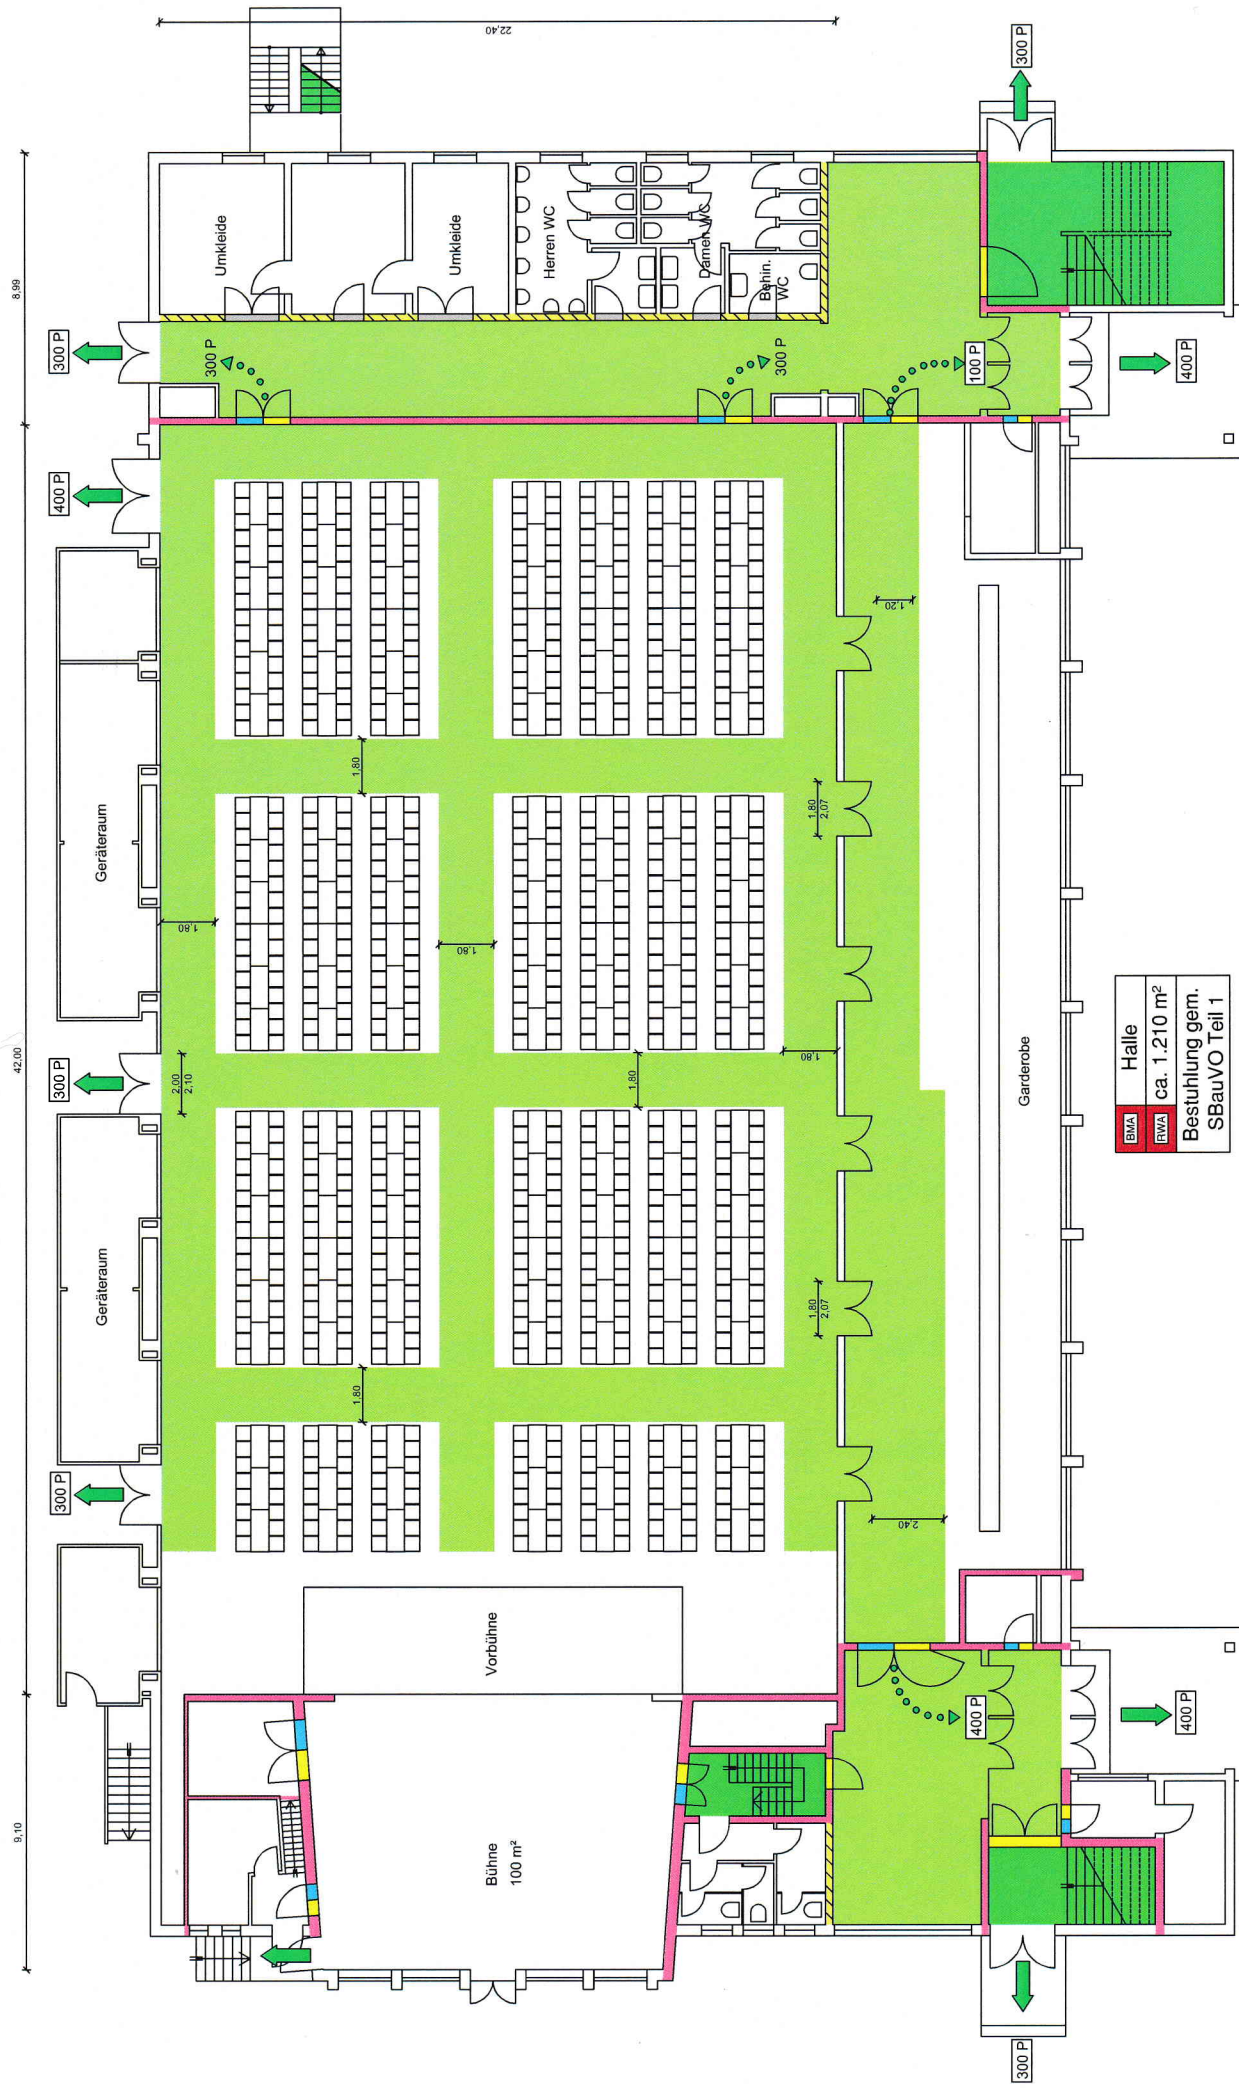 8,99
42,00
9,10
22,40
300 P
400 P
300 P
300 P
Geräteraum
Geräteraum
Umkleide
Umkleide
Herren WC
Damen WC
Behin.
WC
300 P
300 P
100 P
300 P
400 P
1,80
1,80
1,80
2,00
2,10
1,80
1,80
1,80
1,80
2,07
1,80
2,07
1,20
2,40
Vorbühne
Bühne
100 m²
400 P
400 P
300 P
Garderobe
BMA
Halle
RWA
ca. 1.210 m²
Bestuhlung gem.
SBauVO Teil 1